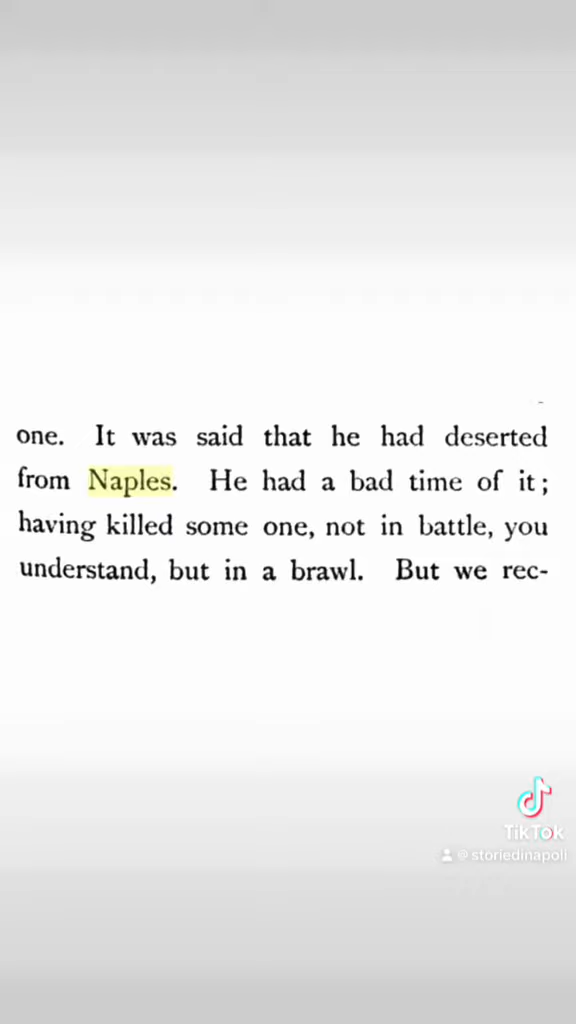 one. It was said that he had deserted
from Naples. He had a bad time of it;
having killed some one, not in battle, you
understand, but in a brawl. But we rec-
TikTok
@storiedinapoli